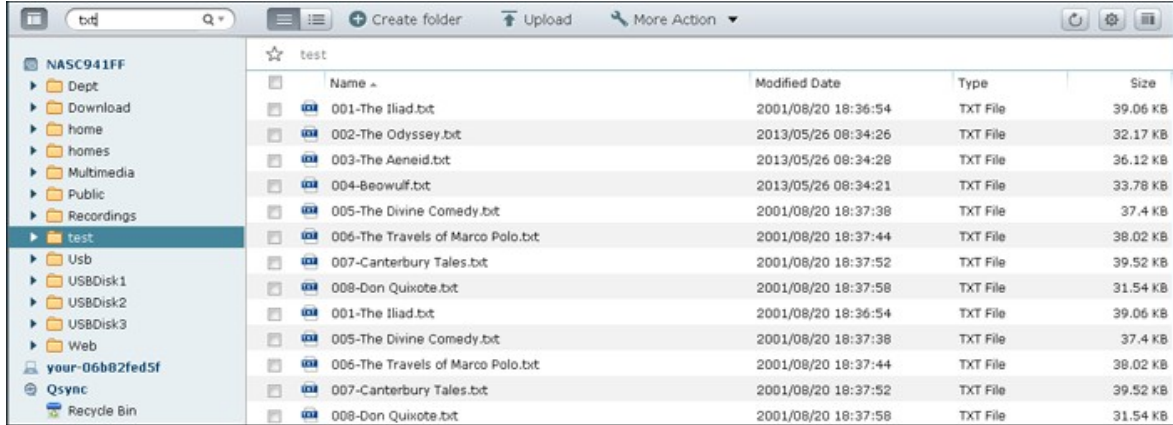 txt
Create folder
Upload
More Action
NASC941FF
Dept
Download
home
homes
Multimedia
Public
Recordings
test
Usb
USBDisk1
USBDisk2
USBDisk3
Web
your-06b82fed5f
Qsync
Recycle Bin
test
Name Modified Date Type Size
001-The Iliad.txt 2001/08/20 18:36:54 TXT File 39.06 KB
002-The Odyssey.txt 2013/05/26 08:34:26 TXT File 32.17 KB
003-The Aeneid.txt 2013/05/26 08:34:28 TXT File 36.12 KB
004-Beowulf.txt 2013/05/26 08:34:21 TXT File 33.78 KB
005-The Divine Comedy.txt 2001/08/20 18:37:38 TXT File 37.4 KB
006-The Travels of Marco Polo.txt 2001/08/20 18:37:44 TXT File 38.02 KB
007-Canterbury Tales.txt 2001/08/20 18:37:52 TXT File 39.52 KB
008-Don Quixote.txt 2001/08/20 18:37:58 TXT File 31.54 KB
001-The Iliad.txt 2001/08/20 18:36:54 TXT File 39.06 KB
005-The Divine Comedy.txt 2001/08/20 18:37:38 TXT File 37.4 KB
006-The Travels of Marco Polo.txt 2001/08/20 18:37:44 TXT File 38.02 KB
007-Canterbury Tales.txt 2001/08/20 18:37:52 TXT File 39.52 KB
008-Don Quixote.txt 2001/08/20 18:37:58 TXT File 31.54 KB